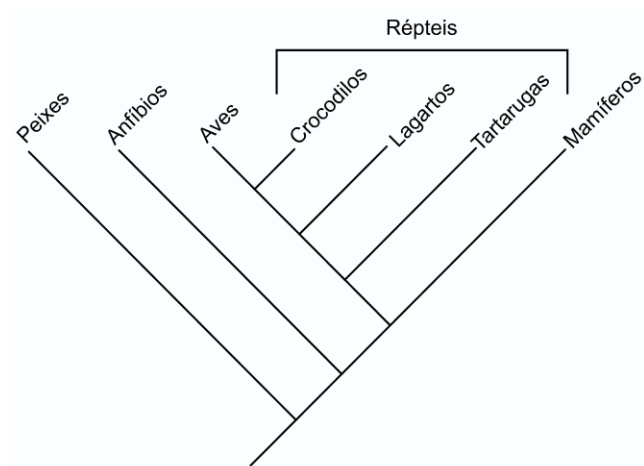 Répteis
Peixes
Anfíbios
Aves
Crocodilos
Lagartos
Tartarugas
Mamíferos